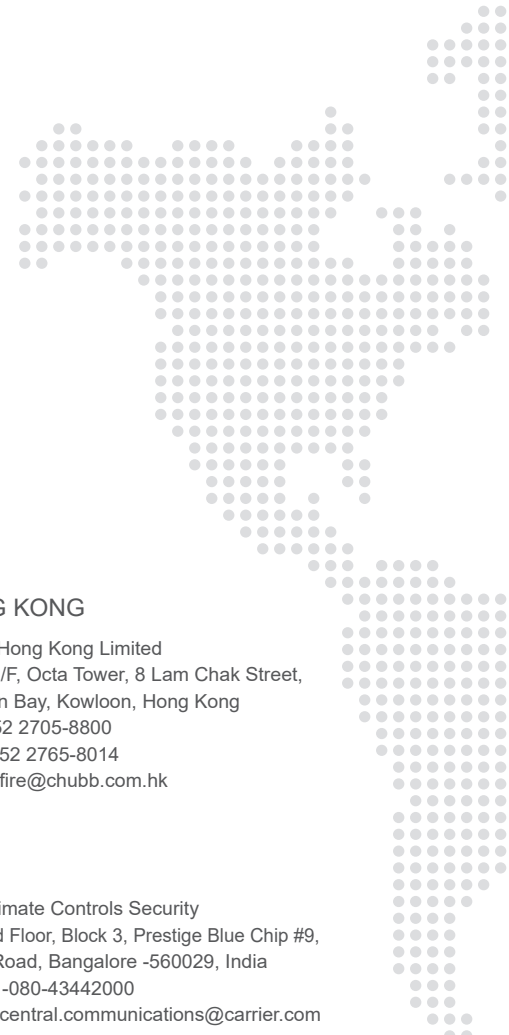 KONG
Hong Kong Limited
/F, Octa Tower, 8 Lam Chak Street,
Bay, Kowloon, Hong Kong
2705-8800
52 2765-8014
fire@chubb.com.hk
Controls Security
Floor, Block 3, Prestige Blue Chip #9,
Road, Bangalore -560029, India
-080-43442000
central.communications@carrier.com